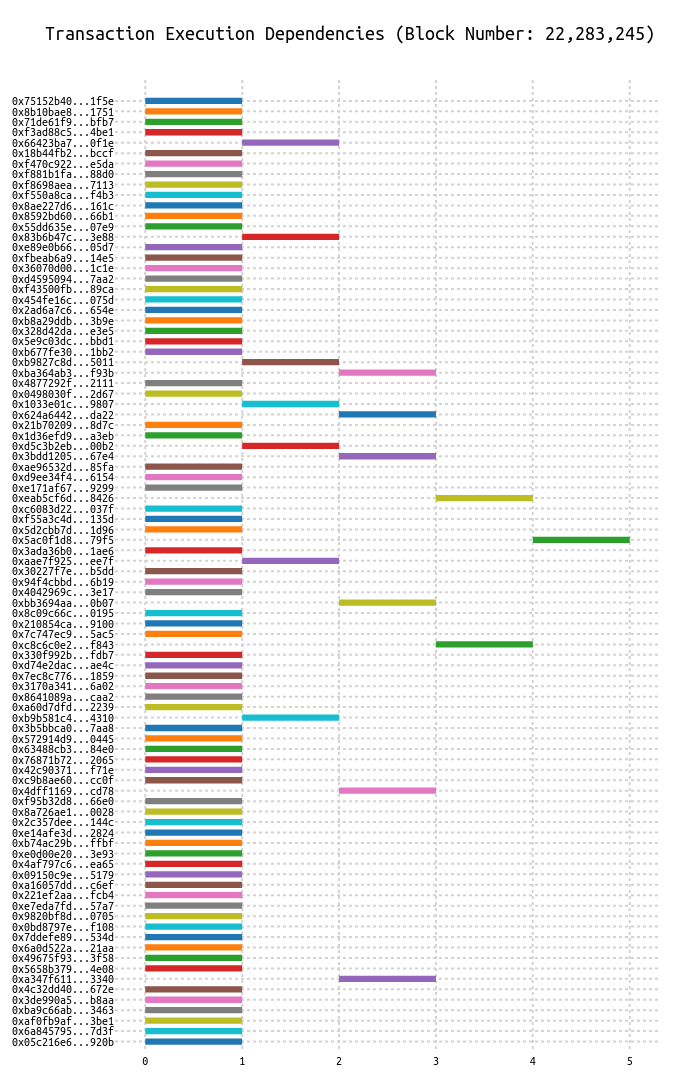 Transaction Execution Dependencies (Block Number: 22,283,245)
0x75152b40...1f5e
0x8b10bae8...1751
0x71de61f9...bfb7
0xf3ad88c5...4be1
0x66423ba7...0f1e
0x18b44fb2...bccf
0xf470c922...e5da
0xf881b1fa...88d0
0xf8698aea...7113
0xf550a8ca...f4b3
0x8ae227d6...161c
0x8592bd60...66b1
0x55dd635e...07e9
0x83b6b47c...3e88
0xe89e0b66...05d7
0xfbeab6a9...14e5
0x36070d00...1c1e
0xd4595094...7aa2
0xf43500fb...89ca
0x454fe16c...075d
0x2ad6a7c6...654e
0xb8a29ddb...3b9e
0x328d42da...e3e5
0x5e9c03dc...bbd1
0xb677fe30...1bb2
0xb9827c8d...5011
0xba364ab3...f93b
0x4877292f...2111
0x0498030f...2d67
0x1033e01c...9807
0x624a6442...da22
0x21b70209...8d7c
0x1d36efd9...a3eb
0xd5c3b2eb...00b2
0x3bdd1205...67e4
0xae96532d...85fa
0xd9ee34f4...6154
0xe171af67...9299
0xeab5cf6d...8426
0xc6083d22...037f
0xf55a3c4d...135d
0x5d2cbb7d...1d96
0x5ac0f1d8...79f5
0x3ada36b0...1ae6
0xaae7f925...ee7f
0x30227f7e...b5dd
0x94f4cbbd...6b19
0x4042969c...3e17
0xbb3694aa...0b07
0x8c09c66c...0195
0x210854ca...9100
0x7c747ec9...5ac5
0xc8c6c0e2...f843
0x330f992b...fdb7
0xd74e2dac...ae4c
0x7ec8c776...1859
0x3170a341...6a02
0x8641089a...caa2
0xa60d7dfd...2239
0xb9b581c4...4310
0x3b5bbca0...7aa8
0x572914d9...0445
0x63488cb3...84e0
0x76871b72...2065
0x42c90371...f71e
0xc9b8ae60...cc0f
0x4dff1169...cd78
0xf95b32d8...66e0
0x8a726ae1...0028
0x2c357dee...144c
0xe14afe3d...2824
0xb74ac29b...ffbf
0xe0d00e20...3e93
0x4af797c6...ea65
0x09150c9e...5179
0xa16057dd...c6ef
0x221ef2aa...fcb4
0xe7eda7fd...57a7
0x9820bf8d...0705
0x0bd8797e...f108
0x7ddefe89...534d
0x6a0d522a...21aa
0x49675f93...3f58
0x5658b379...4e08
0xa347f611...3340
0x4c32dd40...672e
0x3de990a5...b8aa
0xba9c66ab...3463
0xaf0fb9af...3be1
0x6a845795...7d3f
0x05c216e6...920b
0 1 2 3 4 5